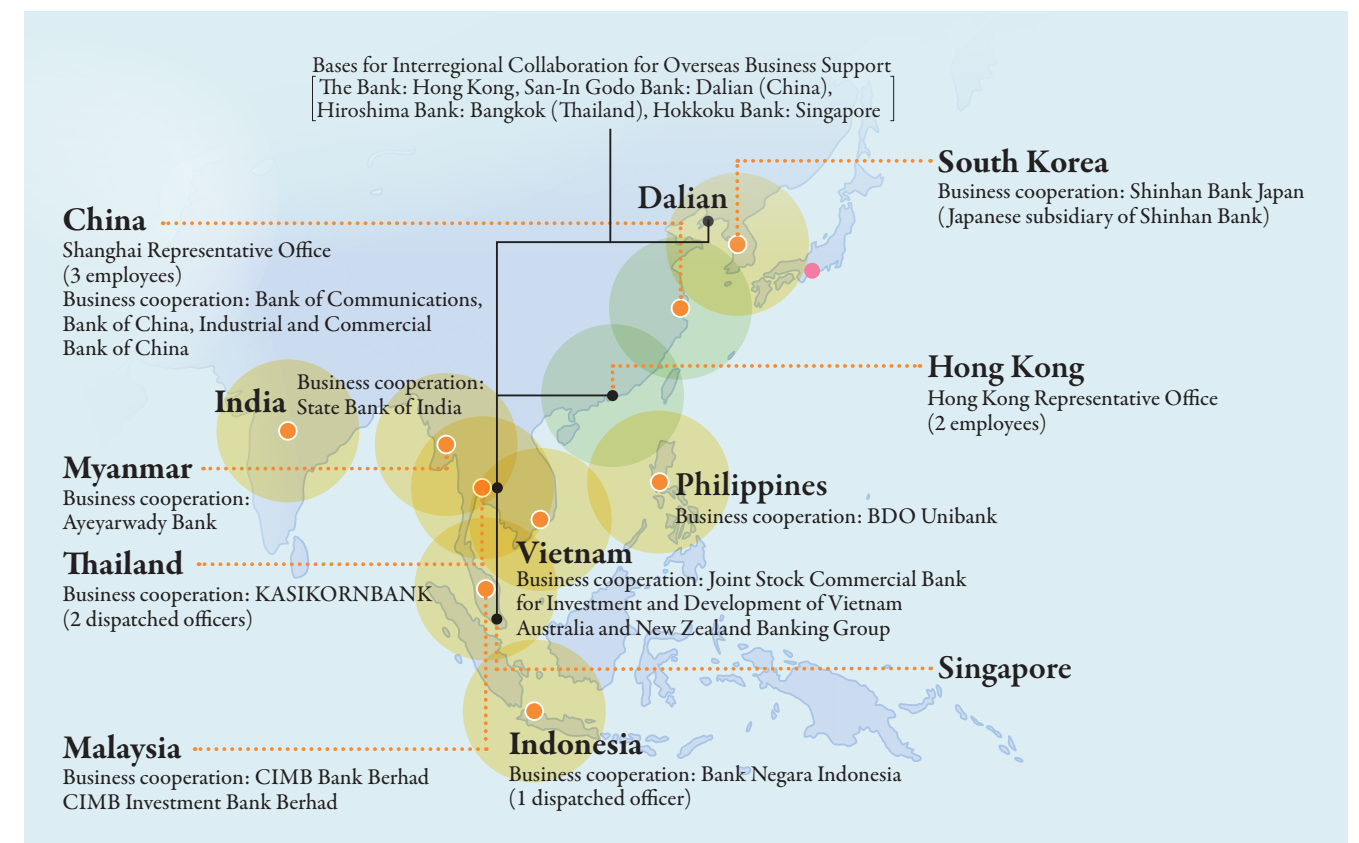 Bases for Interregional Collaboration for Overseas Business Support
The Bank: Hong Kong, San-In Godo Bank: Dalian (China),
Hiroshima Bank: Bangkok (Thailand), Hokkoku Bank: Singapore
South Korea
Business cooperation: Shinhan Bank Japan
(Japanese subsidiary of Shinhan Bank)
Dalian
China
Shanghai Representative Office
(3 employees)
Business cooperation: Bank of Communications,
Bank of China, Industrial and Commercial
Bank of China
Hong Kong
Hong Kong Representative Office
(2 employees)
India
Business cooperation:
State Bank of India
Myanmar
Business cooperation:
Ayeyarwady Bank
Philippines
Business cooperation: BDO Unibank
Thailand
Business cooperation: KASIKORNBANK
(2 dispatched officers)
Vietnam
Business cooperation: Joint Stock Commercial Bank
for Investment and Development of Vietnam
Australia and New Zealand Banking Group
Singapore
Malaysia
Business cooperation: CIMB Bank Berhad
CIMB Investment Bank Berhad
Indonesia
Business cooperation: Bank Negara Indonesia
(1 dispatched officer)